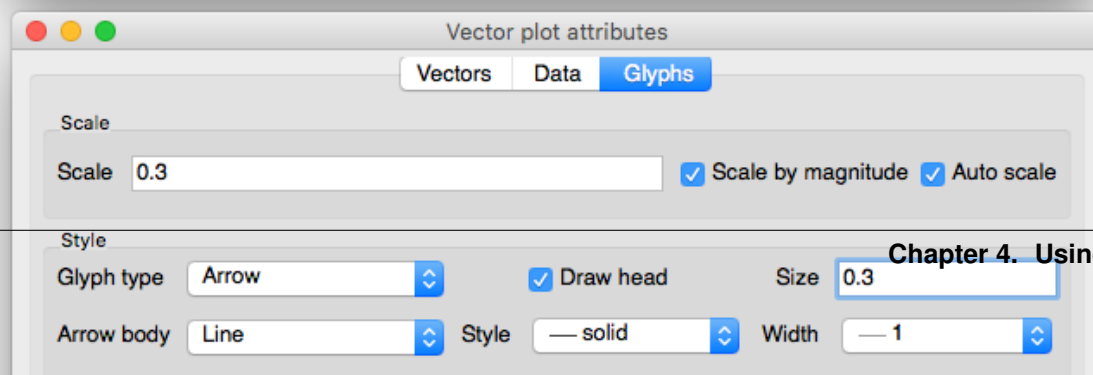 Vector plot attributes
Vectors Data Glyphs
Scale
Scale 0.3 Scale by magnitude Auto scale
Style
Chapter 4. Usin
Glyph type Arrow Draw head Size 0.3
Arrow body Line Style solid Width 1